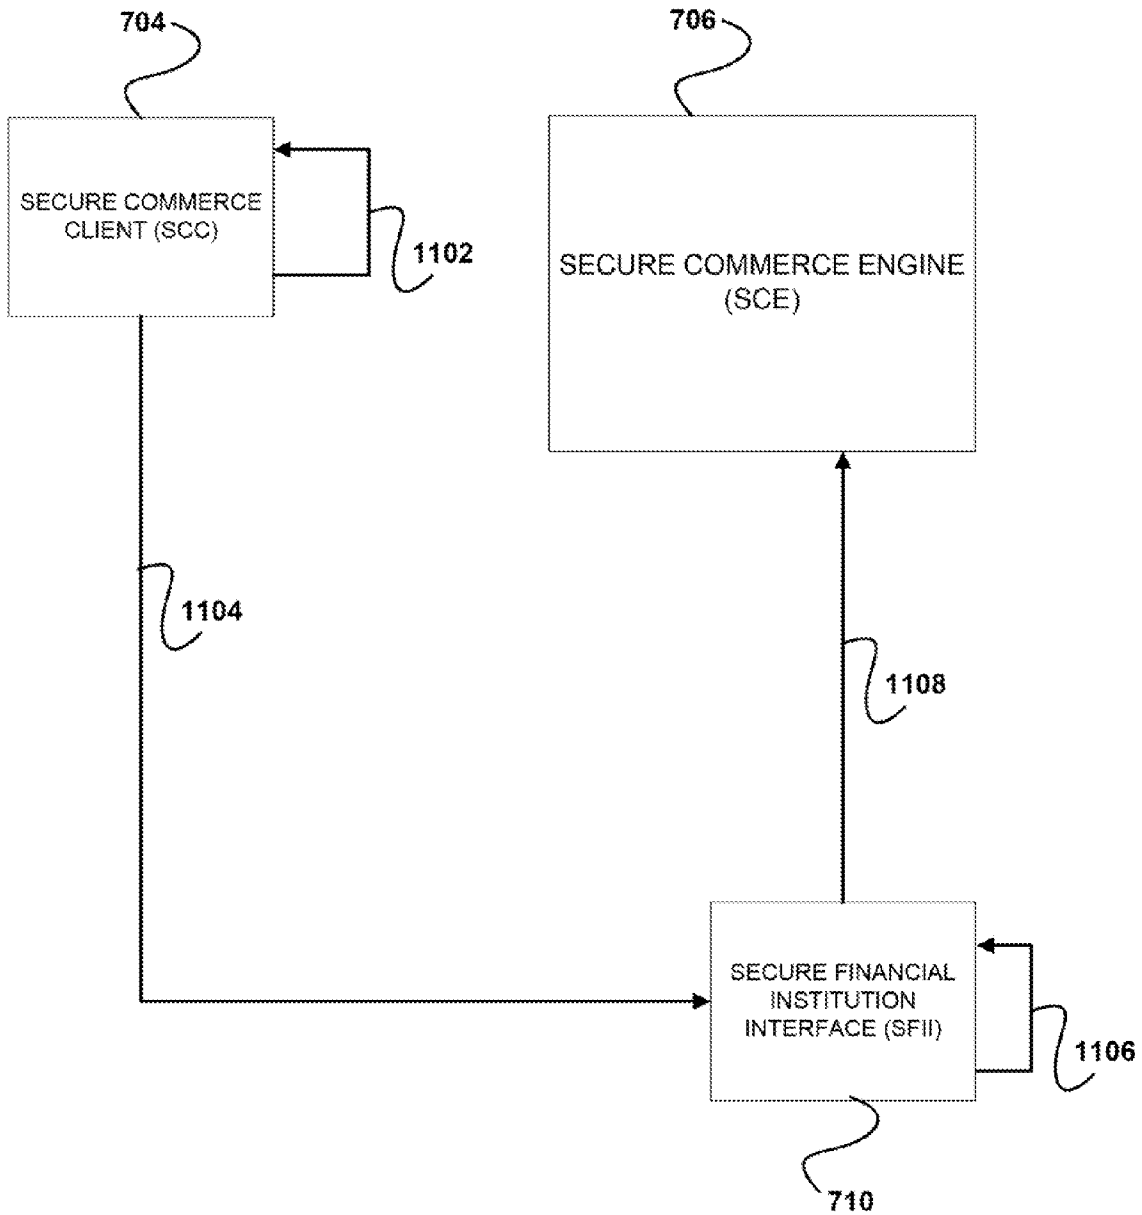 704
706
SECURE COMMERCE
CLIENT (SCC)
1102
SECURE COMMERCE ENGINE
(SCE)
1104
1108
SECURE FINANCIAL
INSTITUTION
INTERFACE (SFII)
1106
710